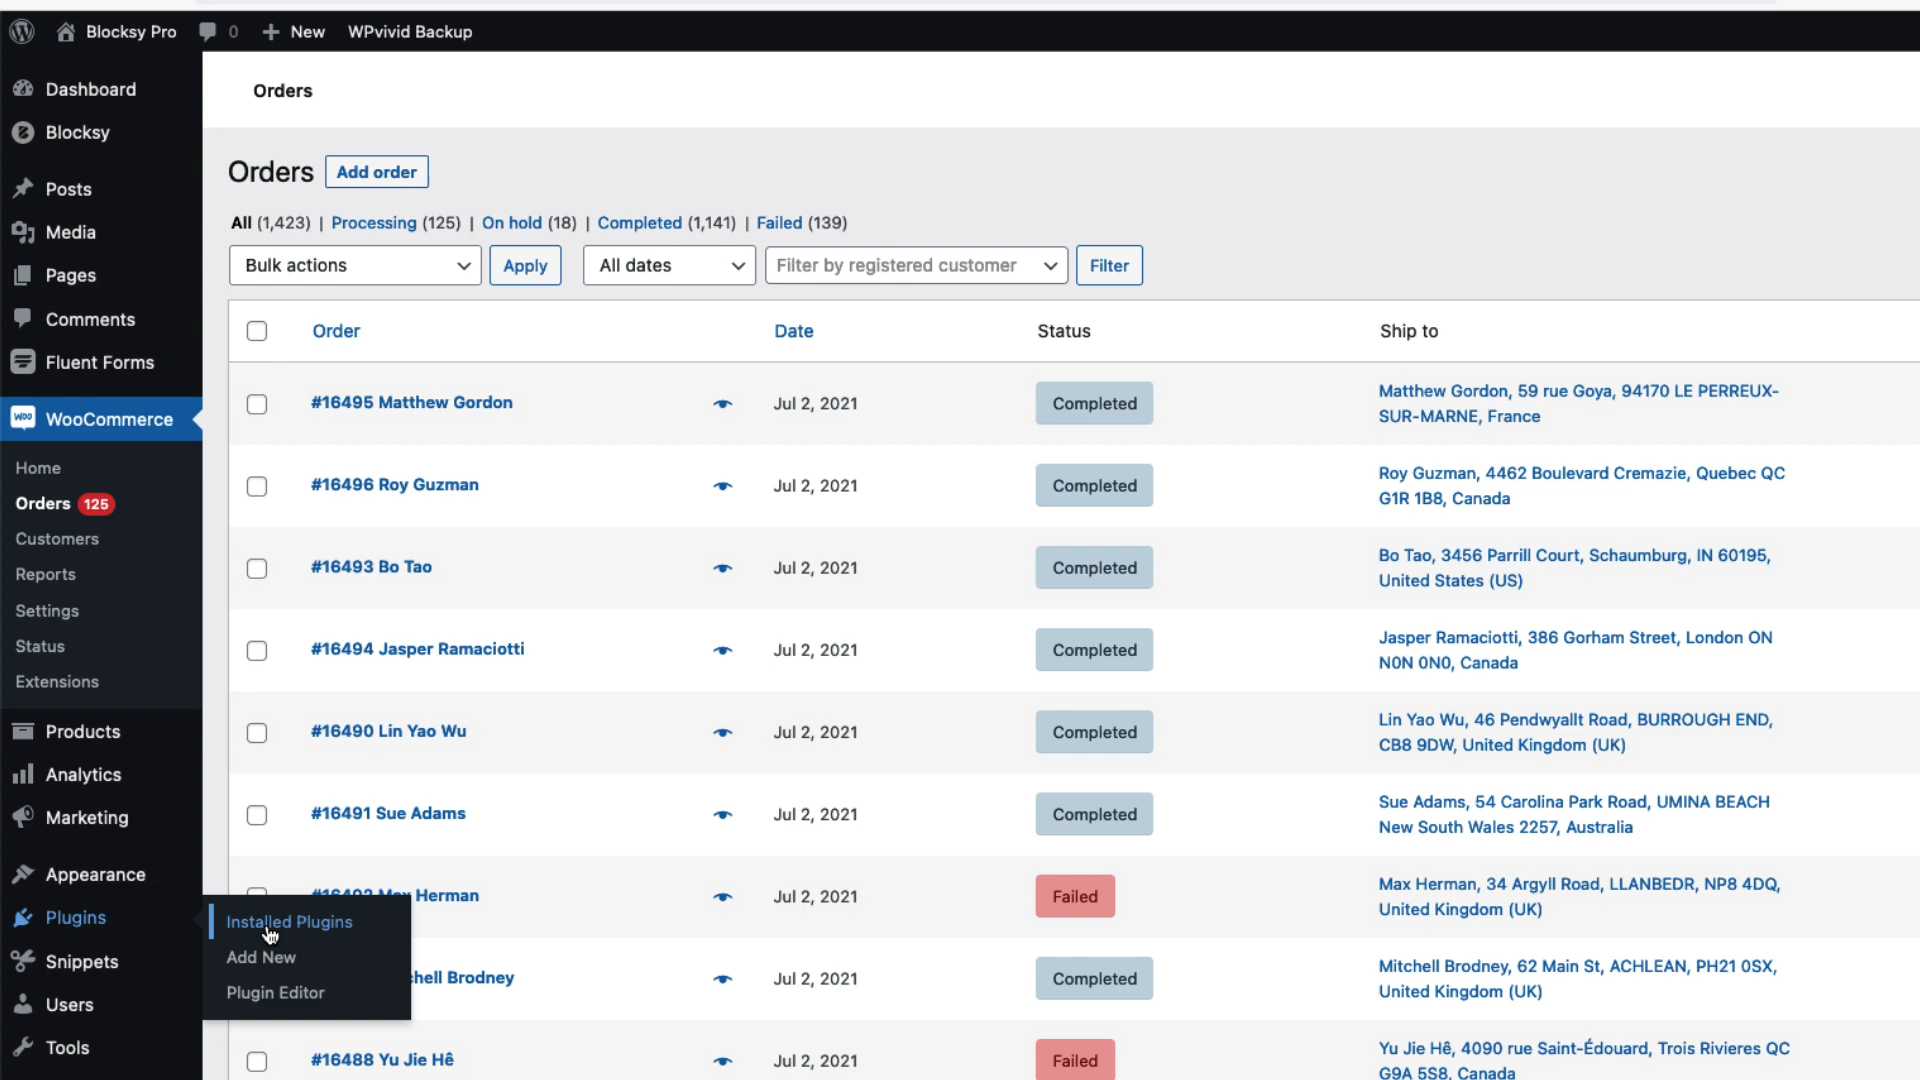 Blocksy Pro 0 New WPvivid Backup
Dashboard
Blocksy
Posts
Media
Pages
Comments
Fluent Forms
WooCommerce
Home
Orders 125
Customers
Reports
Settings
Status
Extensions
Products
Analytics
Marketing
Appearance
Plugins
Snippets
Users
Tools
Installed Plugins
Add New
Plugin Editor
Orders
Orders Add order
All (1,423) | Processing (125) | On hold (18) | Completed (1,141) | Failed (139)
Bulk actions Apply All dates Filter by registered customer Filter
Order Date Status Ship to
#16495 Matthew Gordon Jul 2, 2021 Completed Matthew Gordon, 59 rue Goya, 94170 LE PERREUX-
SUR-MARNE, France
#16496 Roy Guzman Jul 2, 2021 Completed Roy Guzman, 4462 Boulevard Cremazie, Quebec QC
G1R 1B8, Canada
#16493 Bo Tao Jul 2, 2021 Completed Bo Tao, 3456 Parrill Court, Schaumburg, IN 60195,
United States (US)
#16494 Jasper Ramaciotti Jul 2, 2021 Completed Jasper Ramaciotti, 386 Gorham Street, London ON
N0N 0N0, Canada
#16490 Lin Yao Wu Jul 2, 2021 Completed Lin Yao Wu, 46 Pendwyallt Road, BURROUGH END,
CB8 9DW, United Kingdom (UK)
#16491 Sue Adams Jul 2, 2021 Completed Sue Adams, 54 Carolina Park Road, UMINA BEACH
New South Wales 2257, Australia
#16492 Max Herman Jul 2, 2021 Failed Max Herman, 34 Argyll Road, LLANBEDR, NP8 4DQ,
United Kingdom (UK)
chell Brodney Jul 2, 2021 Completed Mitchell Brodney, 62 Main St, ACHLEAN, PH21 0SX,
United Kingdom (UK)
#16488 Yu Jie Hê Jul 2, 2021 Failed Yu Jie Hê, 4090 rue Saint-Édouard, Trois Rivieres QC
G9A 5S8, Canada